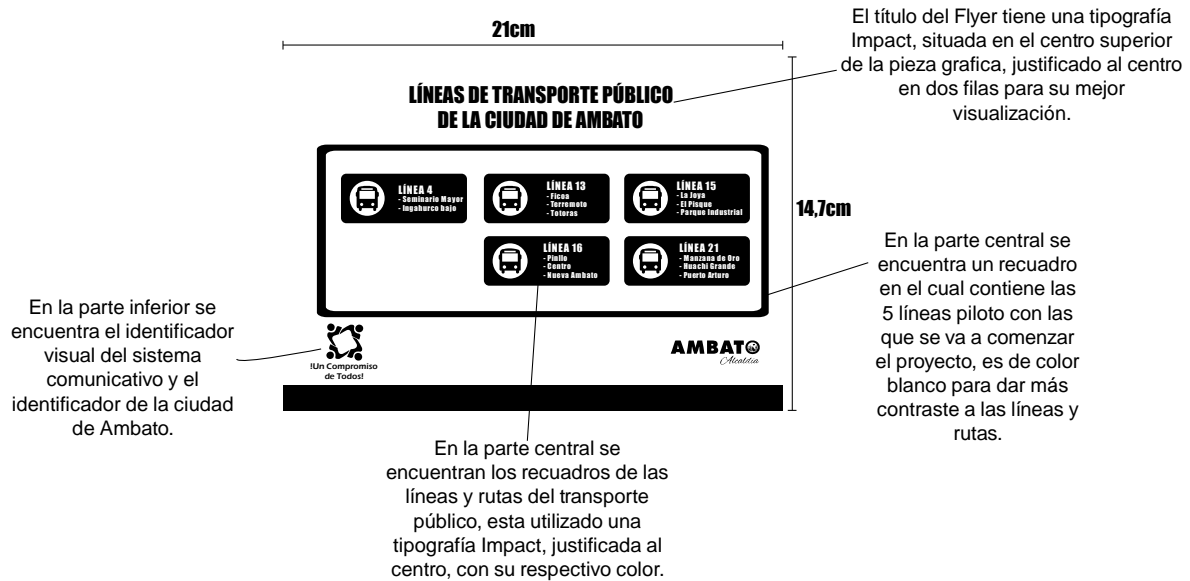 21cm
El título del Flyer tiene una tipografía
Impact, situada en el centro superior
de la pieza grafica, justificado al centro
en dos filas para su mejor
visualización.
LÍNEAS DE TRANSPORTE PÚBLICO
DE LA CIUDAD DE AMBATO
LÍNEA 4
- Seminario Mayor
- Ingahurco bajo
LÍNEA 13
- Ficoa
- Terremoto
- Totoras
LÍNEA 15
- La Joya
- El Pisque
- Parque Industrial
14,7cm
LÍNEA 16
- Pinllo
- Centro
- Nueva Ambato
LÍNEA 21
- Manzana de Oro
- Huachi Grande
- Puerto Arturo
En la parte central se
encuentra un recuadro
en el cual contiene las
5 líneas piloto con las
que se va a comenzar
el proyecto, es de color
blanco para dar más
contraste a las líneas y
rutas.
En la parte inferior se
encuentra el identificador
visual del sistema
comunicativo y el
identificador de la ciudad
de Ambato.
!Un Compromiso
de Todos!
AMBATO
Alcaldía
En la parte central se
encuentran los recuadros de las
líneas y rutas del transporte
público, esta utilizado una
tipografía Impact, justificada al
centro, con su respectivo color.